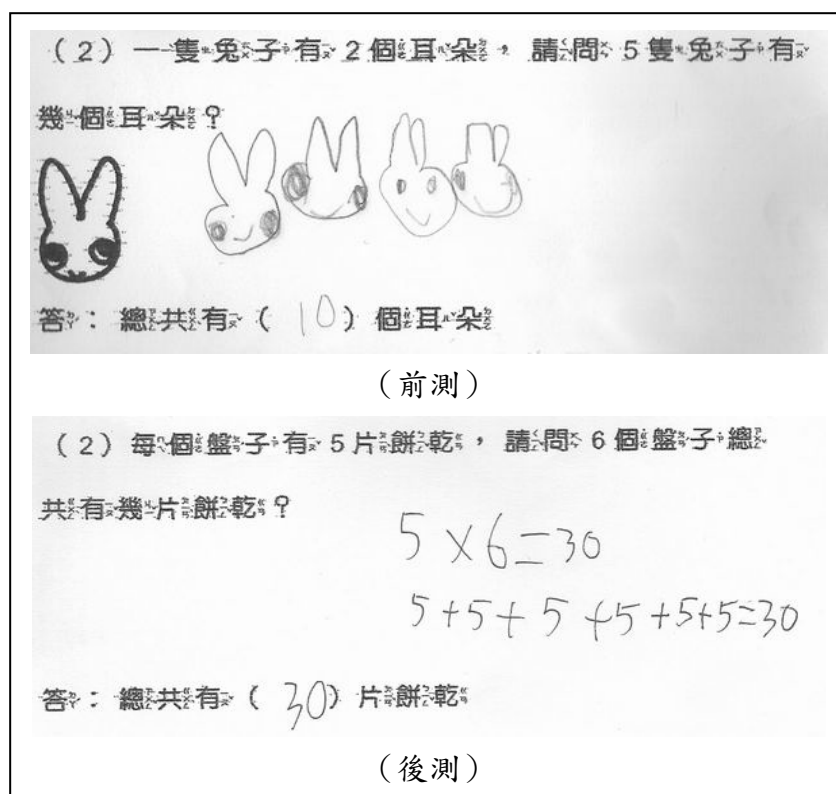 (2) 一隻兔子有2個耳朵,請問5隻兔子有
幾個耳朵?
答:總共有(10)個耳朵
(前測)
(2) 每個盤子有5片餅乾,請問6個盤子總
共有幾片餅乾?
5×6=30
5+5+5+5+5+5=30
答:總共有(30)片餅乾
(後測)